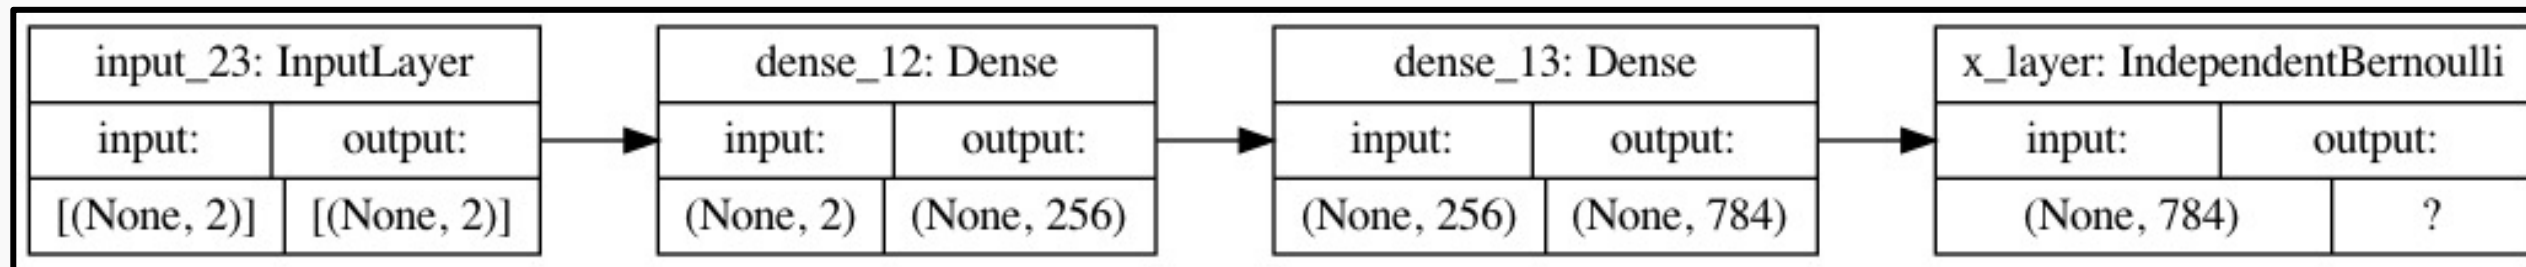 input_23: InputLayer
input: output:
[(None, 2)] [(None, 2)]
dense_12: Dense
input: output:
(None, 2) (None, 256)
dense_13: Dense
input: output:
(None, 256) (None, 784)
x_layer: IndependentBernoulli
input: output:
(None, 784) ?